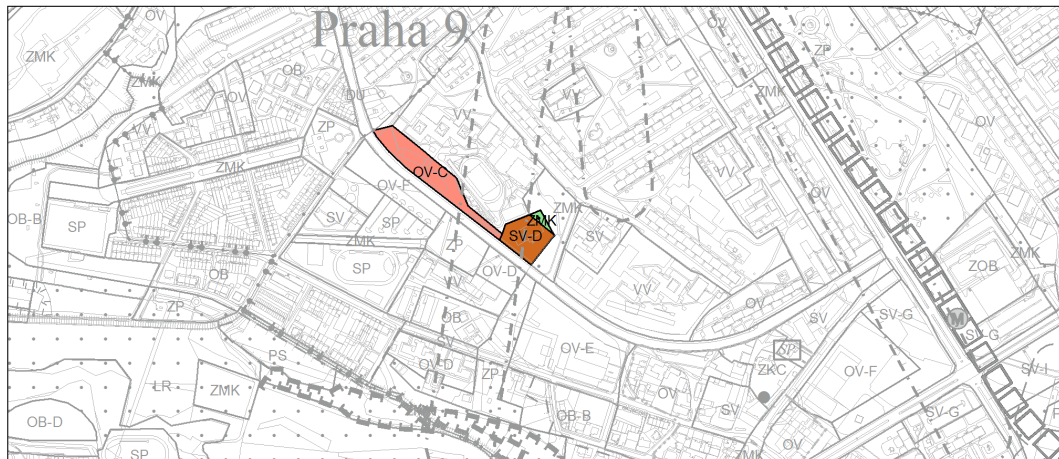 Praha 9
OV
ZMK
ZMK
OB
OV
DU
ZP
VV
ZMK
VV
VV
OV
ZP
ZMK
OV
VV
OV
OV-C
OV-F
SV
SP
ZMK
OB-B
SP
ZMK
SV-D
ZMK
SV
ZP
SP
OV-D
OB
ZP
VV
OB
SV
OV-D
ZP
PS
LR
ZMK
OB-D
SP
VV
OV
SV
ZOB
ZMK
M
SV-G
SV-G
SV-I
OV-E
OV
SP
ZKC
SV
OV-F
SV-G
OB-B
OV
ZMK